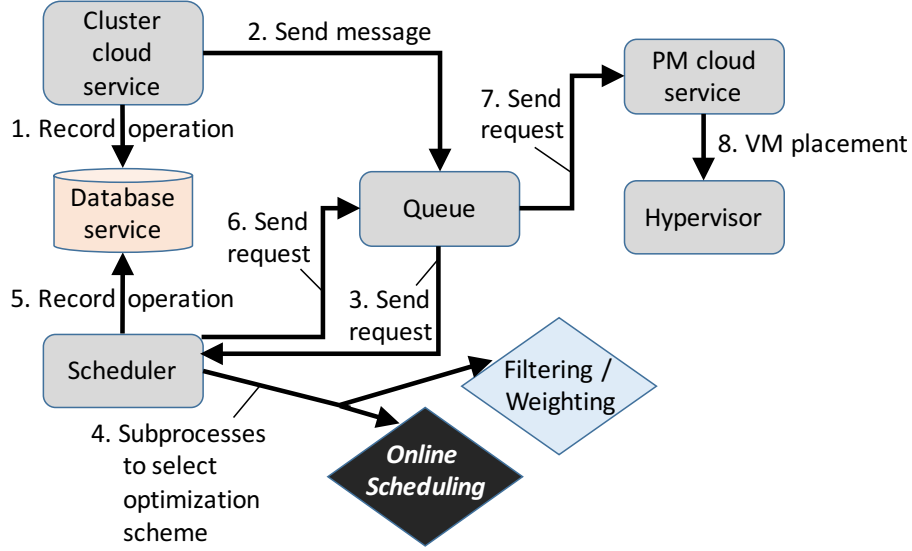 Cluster
cloud
service
2. Send message
PM cloud
service
7. Send
request
1. Record operation
8. VM placement
Database
service
6. Send
request
Queue
Hypervisor
3. Send
request
5. Record operation
Scheduler
Filtering /
Weighting
4. Subprocesses
to select
optimization
scheme
Online
Scheduling